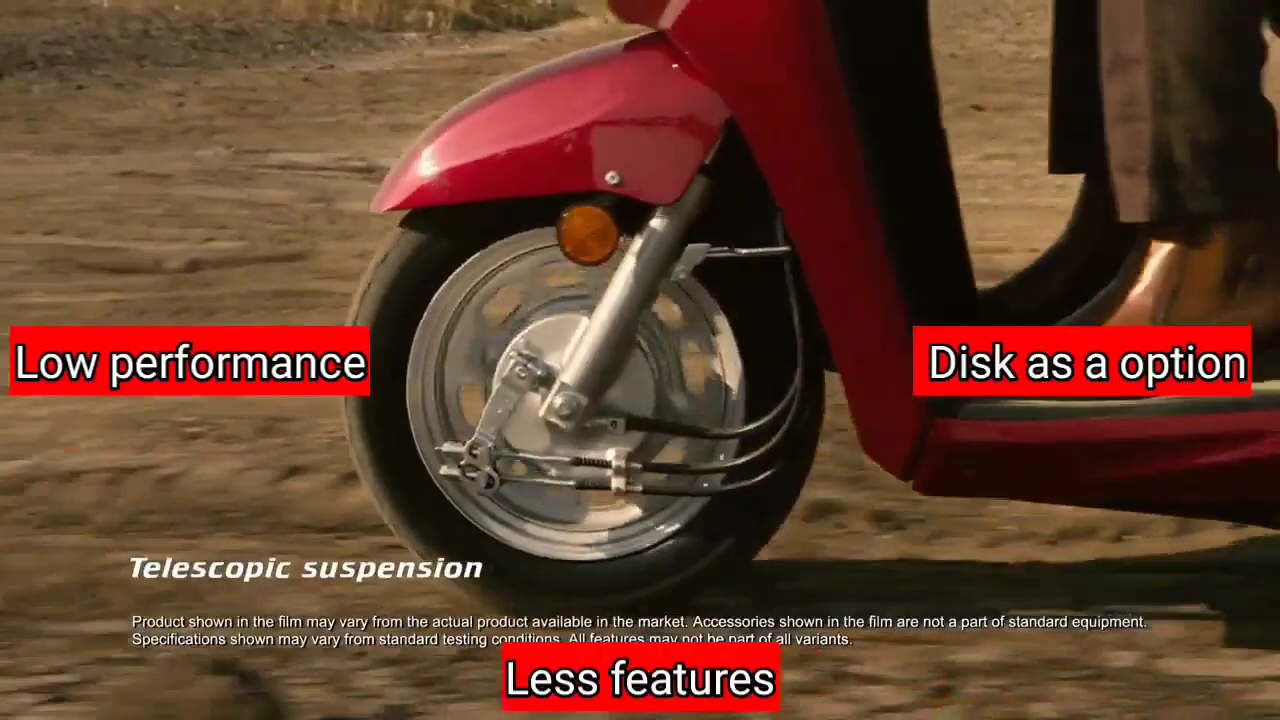 Low performance
Disk as a option
Telescopic suspension
Product shown in the film may vary from the actual product available in the market. Accessories shown in the film are not a part of standard equipment.
Specifications shown may vary from standard testing conditions. All features may not be part of all variants.
Less features